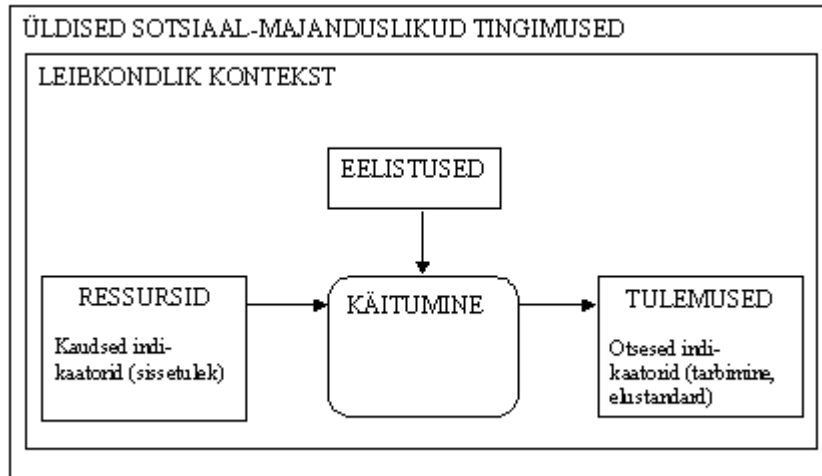 ÜLDISED SOTSIAAL-MAJANDUSLIKUD TINGIMUSED
LEIBKONDLIK KONTEKST
EELISTUSED
RESSURSID
Kaudsed indi-
kaatorid (sissetulek)
KÄITUMINE
TULEMUSED
Otsesed indi-
kaatorid (tarbimine,
elustandard)